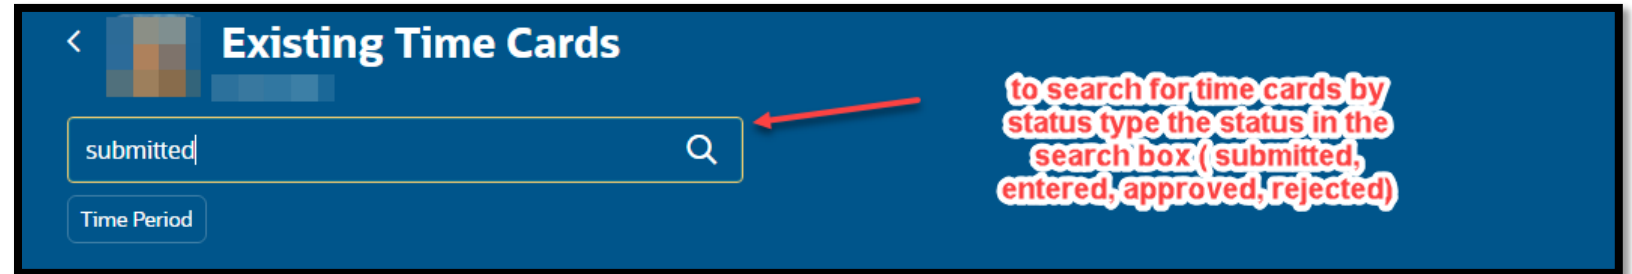 Existing Time Cards
submitted
Time Period
to search for time cards by
status type the status in the
search box ( submitted,
entered, approved, rejected)